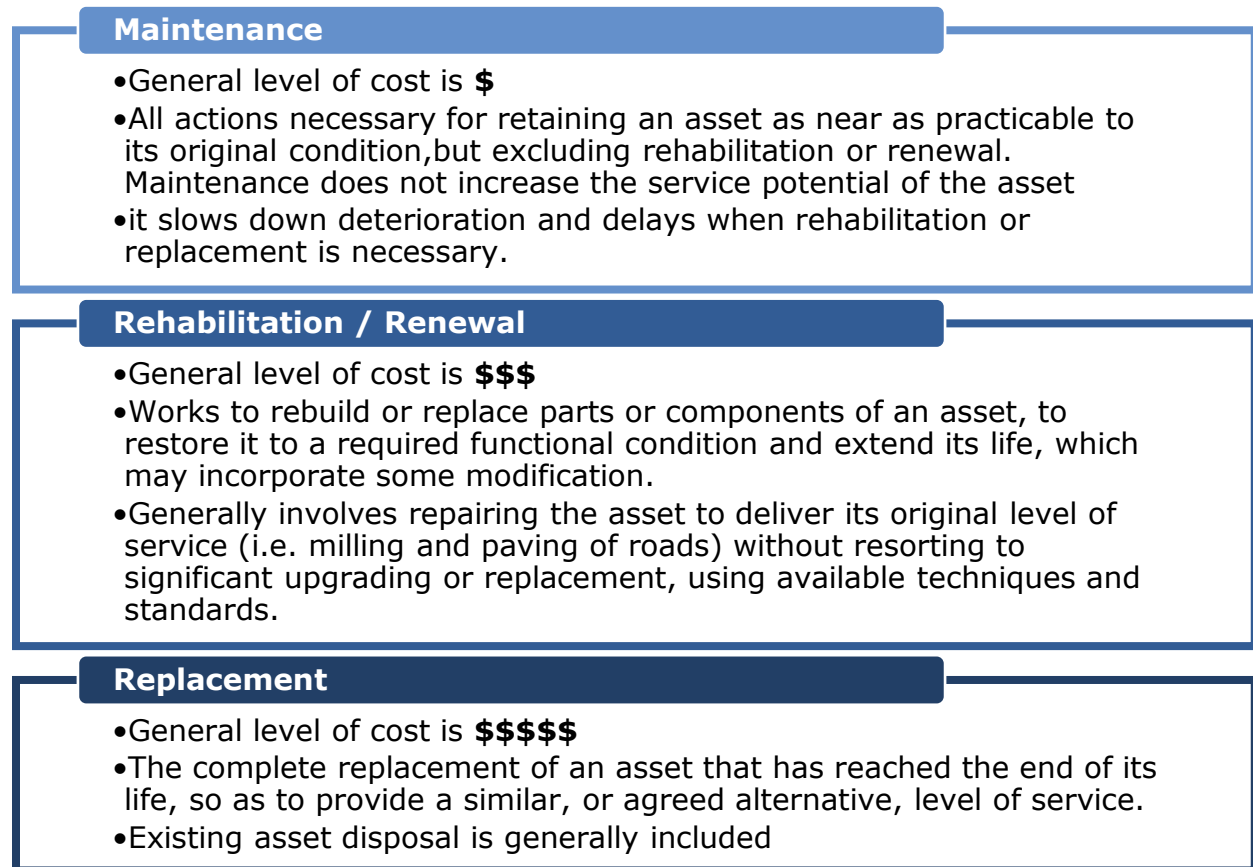 Maintenance
•General level of cost is $
•All actions necessary for retaining an asset as near as practicable to
its original condition,but excluding rehabilitation or renewal.
Maintenance does not increase the service potential of the asset
•it slows down deterioration and delays when rehabilitation or
replacement is necessary.
Rehabilitation / Renewal
•General level of cost is $$$
•Works to rebuild or replace parts or components of an asset, to
restore it to a required functional condition and extend its life, which
may incorporate some modification.
•Generally involves repairing the asset to deliver its original level of
service (i.e. milling and paving of roads) without resorting to
significant upgrading or replacement, using available techniques and
standards.
Replacement
•General level of cost is $$$$$
•The complete replacement of an asset that has reached the end of its
life, so as to provide a similar, or agreed alternative, level of service.
•Existing asset disposal is generally included